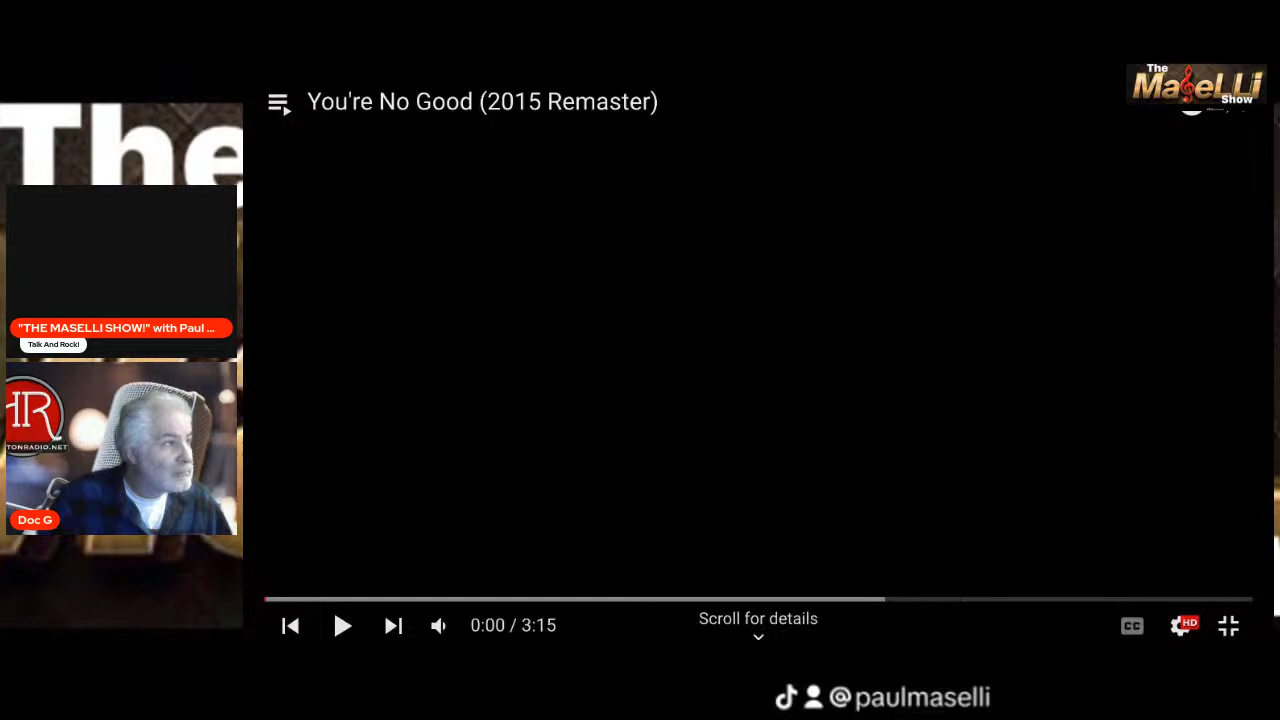 You're No Good (2015 Remaster)
The
MaseLLi
Show
The
"THE MASELLI SHOW!" with Paul ...
Talk And Rock!
HR
TONRADIO.NET
Doc G
0:00 / 3:15
Scroll for details
CC
HD
@paulmaselli